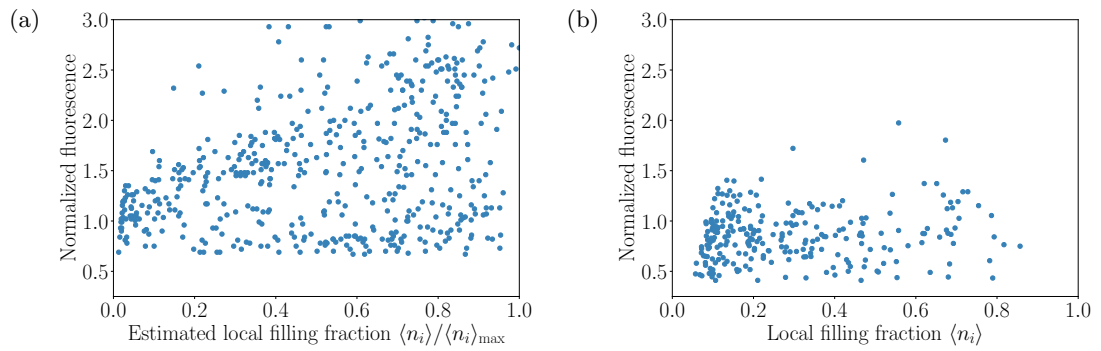 (a)
Normalized fluorescence
3.0
2.5
2.0
1.5
1.0
0.5
0.0 0.2 0.4 0.6 0.8 1.0
Estimated local filling fraction ⟨n_i⟩/⟨n_i⟩_max
(b)
Normalized fluorescence
3.0
2.5
2.0
1.5
1.0
0.5
0.0 0.2 0.4 0.6 0.8 1.0
Local filling fraction ⟨n_i⟩